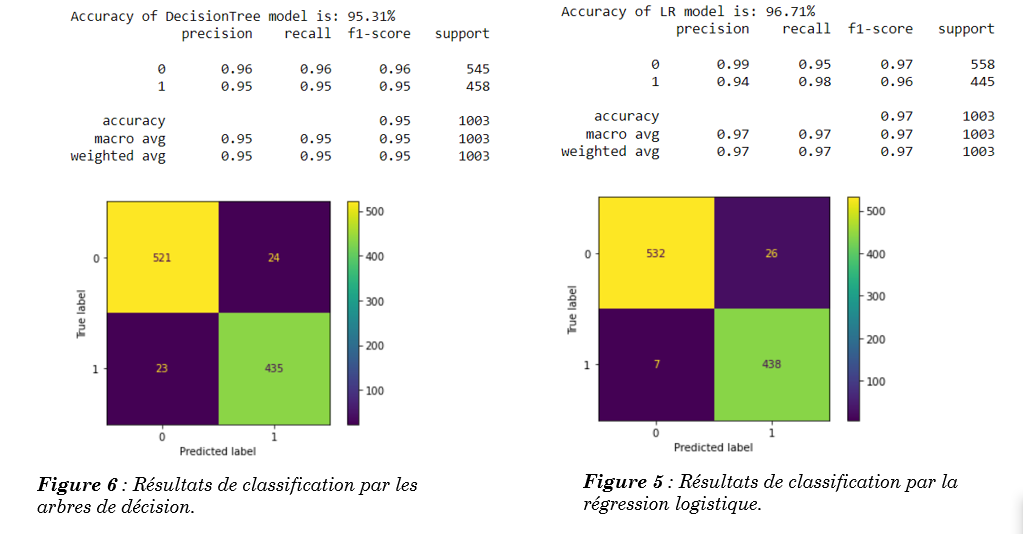 Accuracy of DecisionTree model is: 95.31%
precision recall f1-score support
0 0.96 0.96 0.96 545
1 0.95 0.95 0.95 458
accuracy 0.95 1003
macro avg 0.95 0.95 0.95 1003
weighted avg 0.95 0.95 0.95 1003
521 24
23 435
0
1
True label
0 1
Predicted label
500
400
300
200
100
Figure 6 : Résultats de classification par les
arbres de décision.
Accuracy of LR model is: 96.71%
precision recall f1-score support
0 0.99 0.95 0.97 558
1 0.94 0.98 0.96 445
accuracy 0.97 1003
macro avg 0.97 0.97 0.97 1003
weighted avg 0.97 0.97 0.97 1003
532 26
7 438
0
1
True label
0 1
Predicted label
500
400
300
200
100
Figure 5 : Résultats de classification par la
régression logistique.